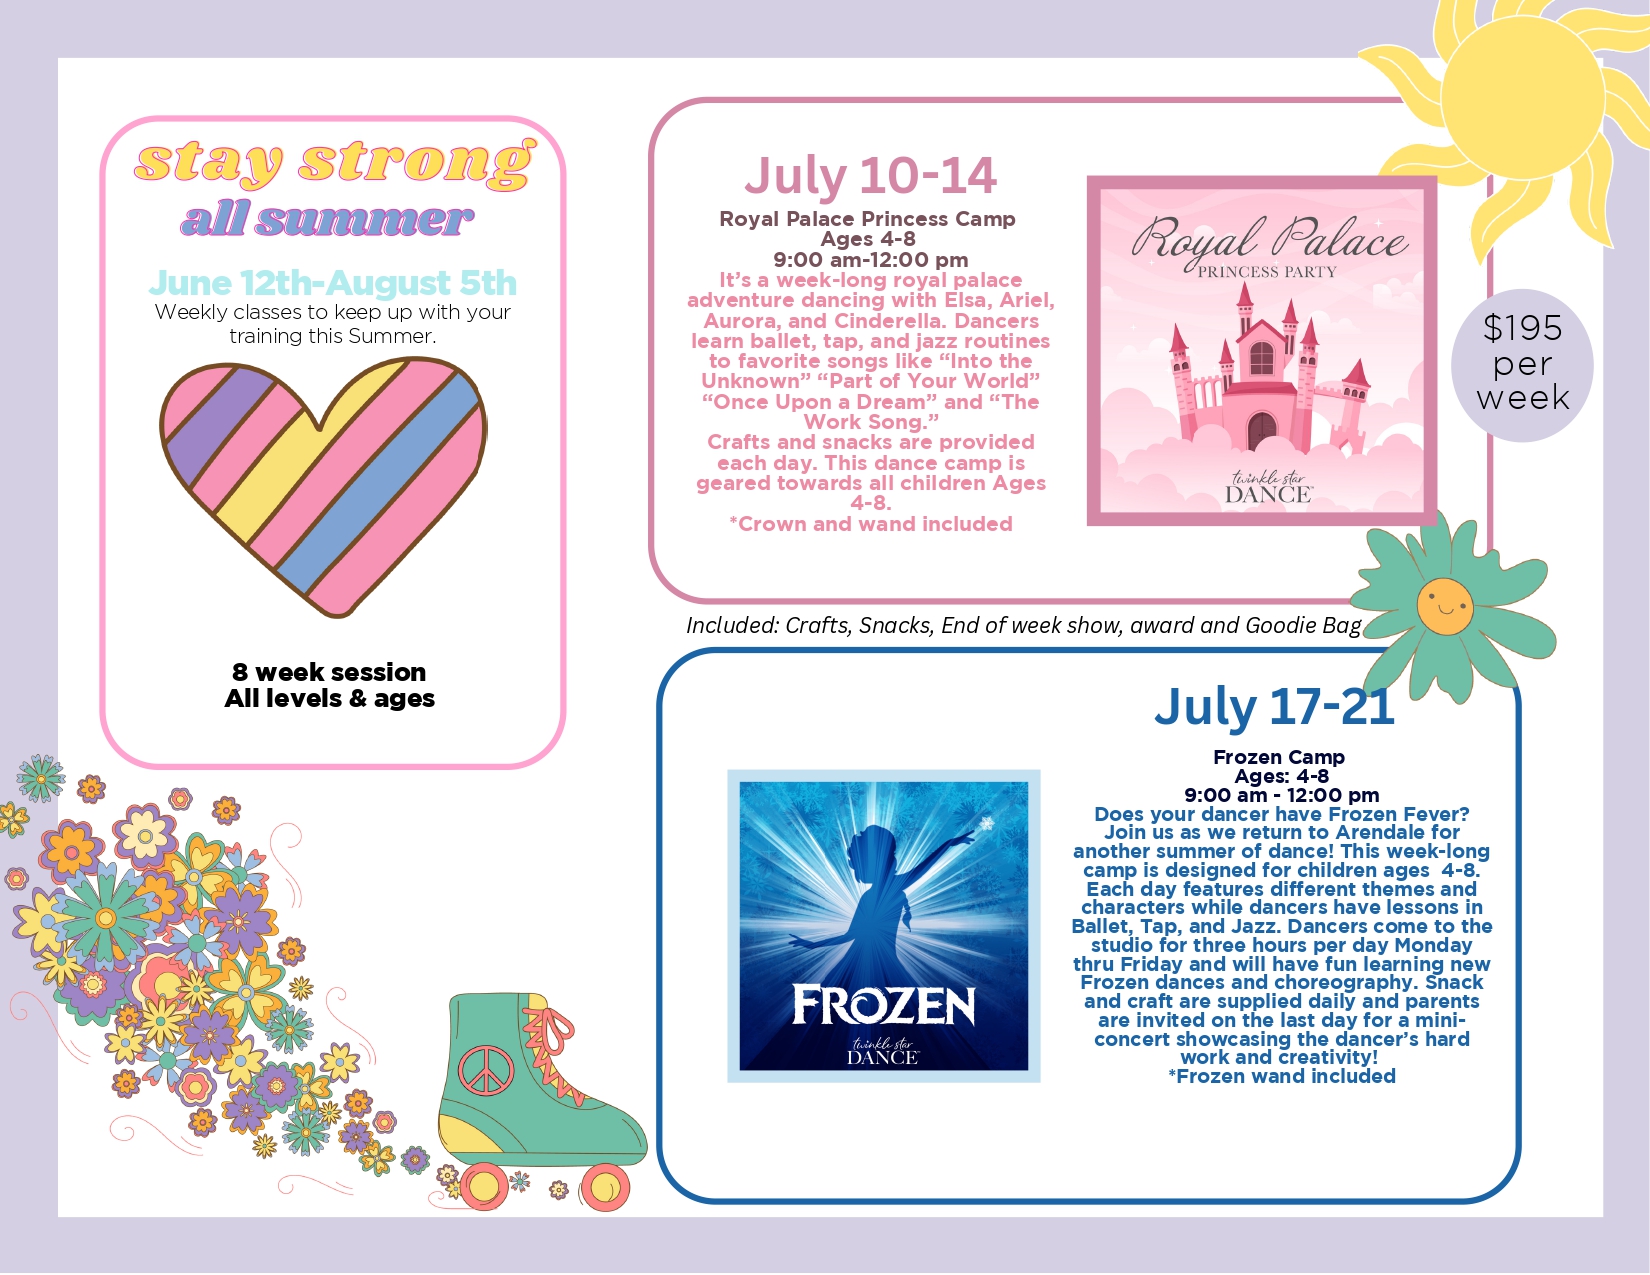 stay strong
all summer
June 12th-August 5th
Weekly classes to keep up with your
training this Summer.
8 week session
All levels & ages
July 10-14
Royal Palace Princess Camp
Ages 4-8
9:00 am-12:00 pm
It's a week-long royal palace
adventure dancing with Elsa, Ariel,
Aurora, and Cinderella. Dancers
learn ballet, tap, and jazz routines
to favorite songs like “Into the
Unknown” “Part of Your World”
“Once Upon a Dream” and “The
Work Song.”
Crafts and snacks are provided
each day. This dance camp is
geared towards all children Ages
4-8.
*Crown and wand included
Royal Palace
PRINCESS PARTY
twinkle star
DANCE™
$195
per
week
Included: Crafts, Snacks, End of week show, award and Goodie Bag
July 17-21
Frozen Camp
Ages: 4-8
9:00 am - 12:00 pm
Does your dancer have Frozen Fever?
Join us as we return to Arendale for
another summer of dance! This week-long
camp is designed for children ages  4-8.
Each day features different themes and
characters while dancers have lessons in
Ballet, Tap, and Jazz. Dancers come to the
studio for three hours per day Monday
thru Friday and will have fun learning new
Frozen dances and choreography. Snack
and craft are supplied daily and parents
are invited on the last day for a mini-
concert showcasing the dancer's hard
work and creativity!
*Frozen wand included
FROZEN
twinkle star
DANCE™